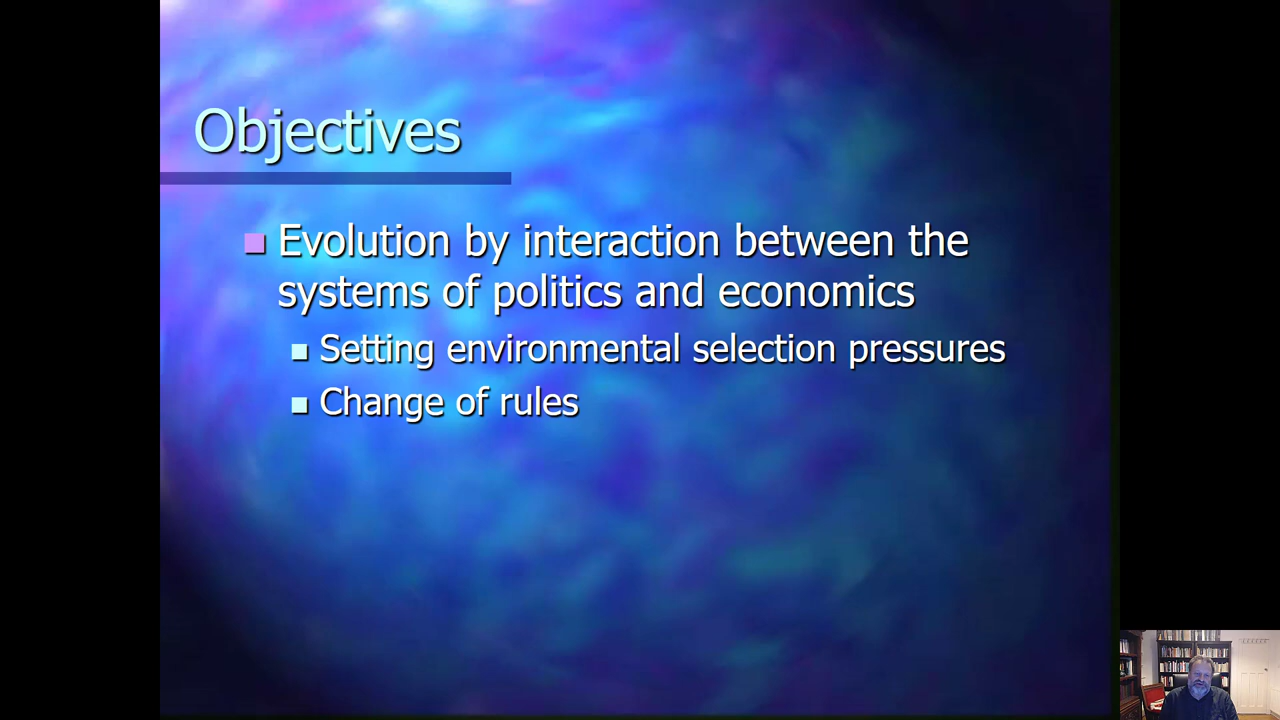 Objectives
Evolution by interaction between the
systems of politics and economics
Setting environmental selection pressures
Change of rules